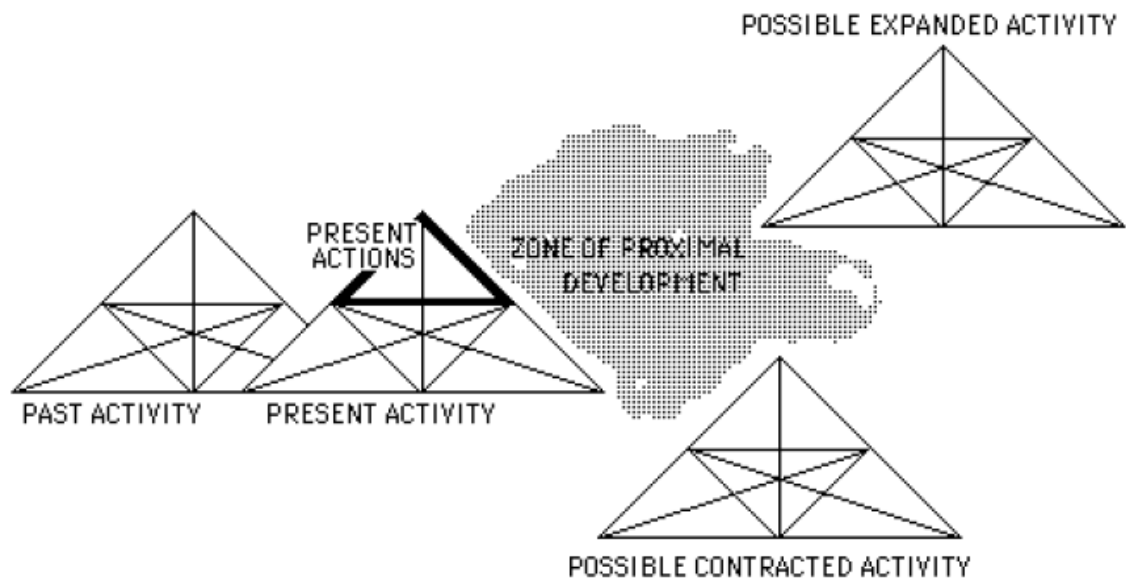 POSSIBLE EXPANDED ACTIVITY
PRESENT
ACTIONS
ZONE OF PROXIMAL
DEVELOPMENT
PAST ACTIVITY
PRESENT ACTIVITY
POSSIBLE CONTRACTED ACTIVITY